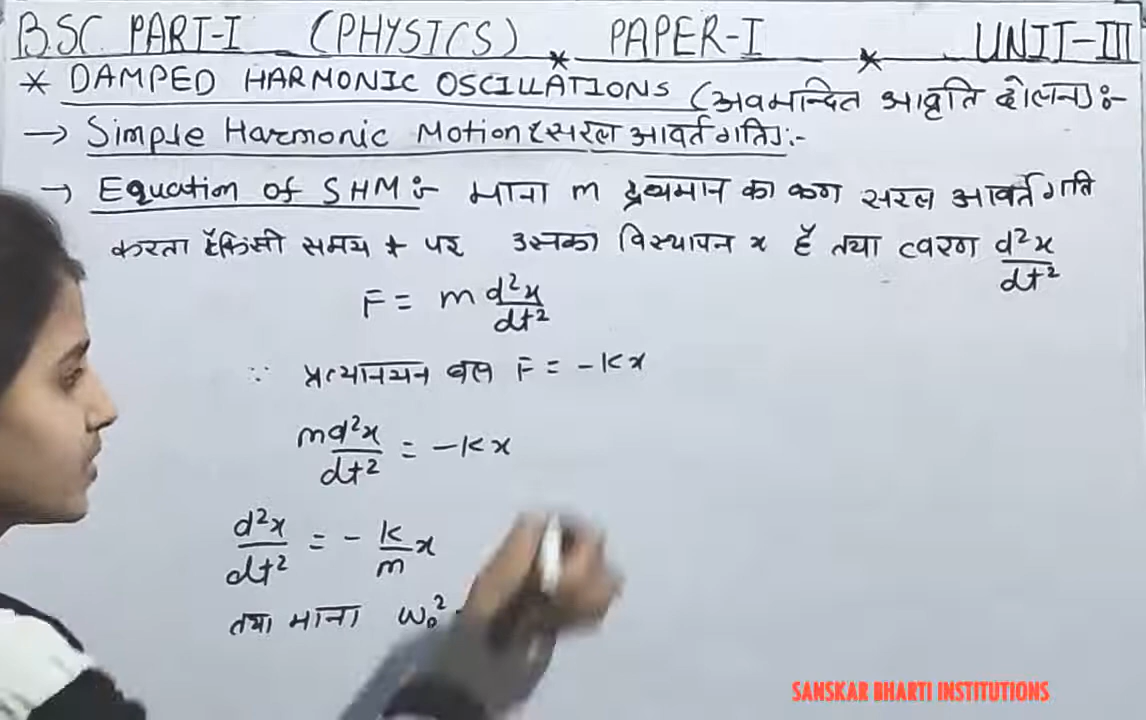 B.SC. PART-I (PHYSICS) * PAPER-I * UNIT-III
* DAMPED HARMONIC OSCILLATIONS (अवमन्दित आवृति दोलन) :-
→ Simple Harmonic Motion (सरल आवर्त गति) :-
→ Equation of SHM :- माना m द्रव्यमान का कण सरल आवर्त गति
करता है किसी समय t पर उसका विस्थापन x है तथा त्वरण d²x/dt²
F = m d²x/dt²
∵ प्रत्यानयन बल F = -kx
md²x/dt² = -kx
d²x/dt² = - k/m x
तथा माना ω₀²
SANSKAR BHARTI INSTITUTIONS